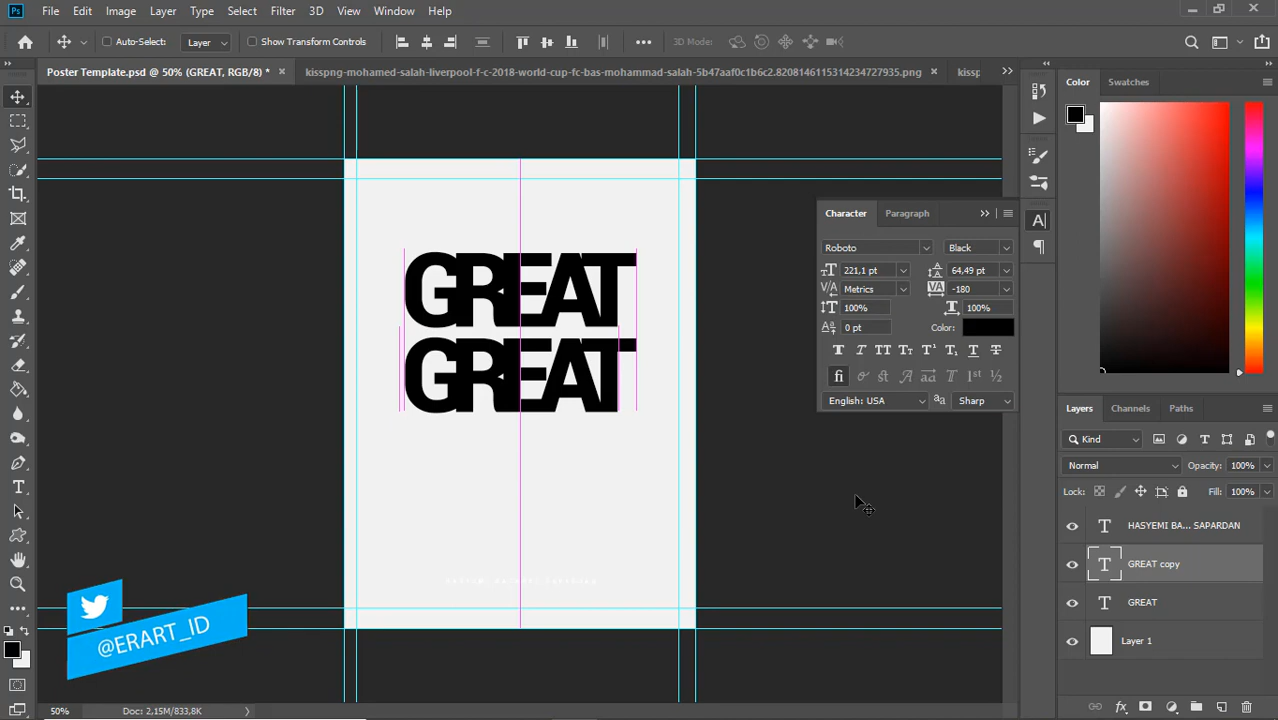 Ps File Edit Image Layer Type Select Filter 3D View Window Help
Auto-Select: Layer Show Transform Controls 3D Mode:
Poster Template.psd @ 50% (GREAT, RGB/8) * × kisspng-mohamed-salah-liverpool-f-c-2018-world-cup-fc-bas-mohammad-salah-5b47aaf0c1b6c2.8208146115314234727935.png × kissp
Color Swatches
GREAT
GREAT
Character Paragraph
Roboto Black
221,1 pt 64,49 pt
Metrics -180
100% 100%
0 pt Color:
English: USA Sharp
Layers Channels Paths
Kind
Normal Opacity: 100%
Lock: Fill: 100%
HASYEMI BA... SAPARDAN
GREAT copy
GREAT
Layer 1
@ERART_ID
50% Doc: 2,15M/833,8K